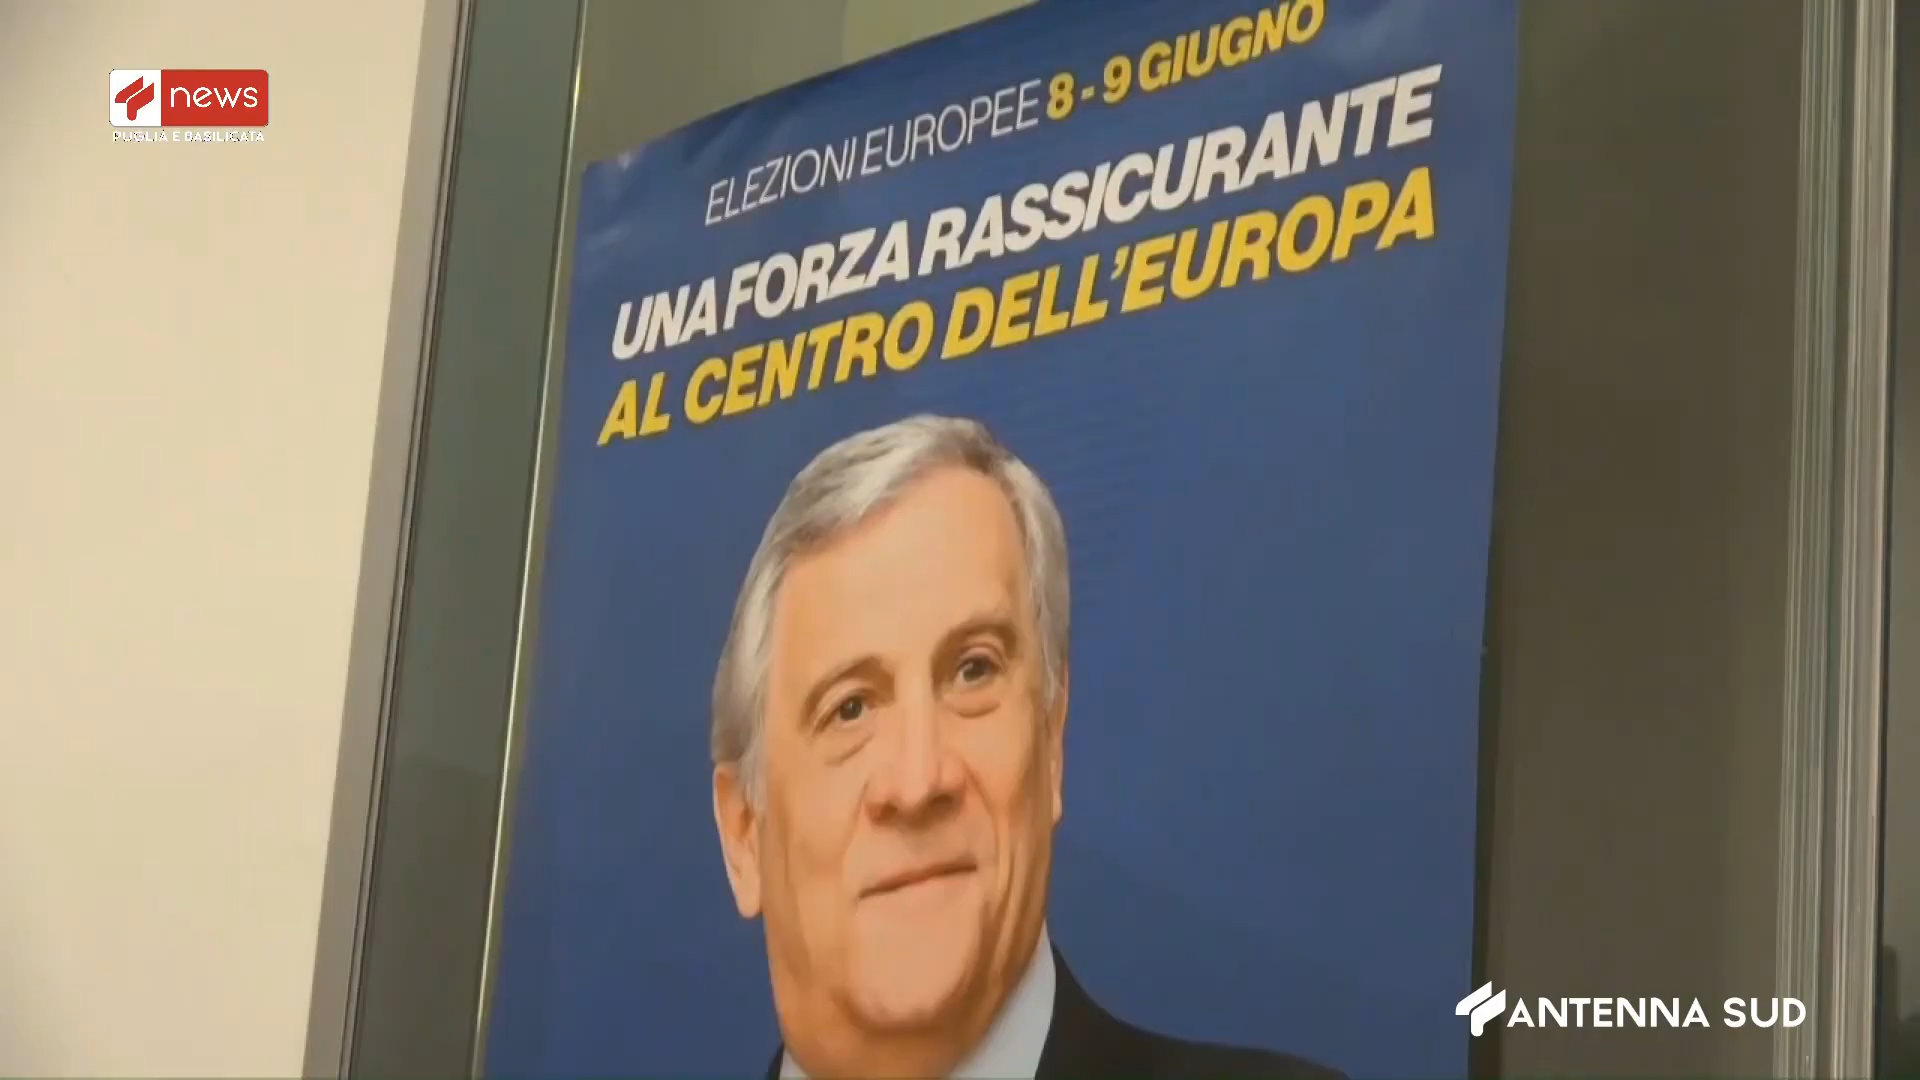 news
PUGLIA E BASILICATA
ELEZIONI EUROPEE 8 - 9 GIUGNO
UNA FORZA RASSICURANTE
AL CENTRO DELL'EUROPA
ANTENNA SUD